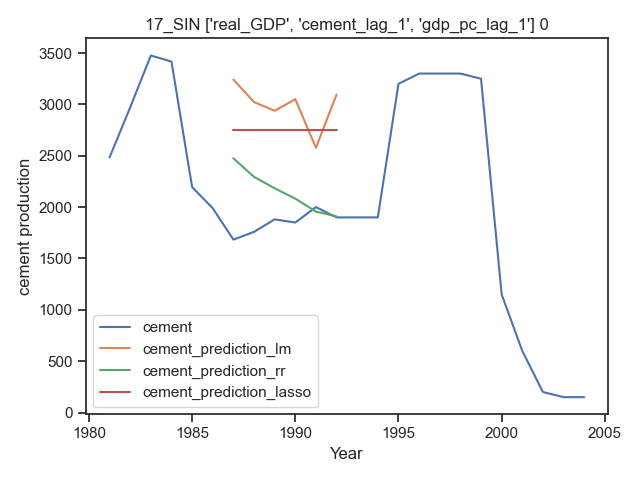 17_SIN ['real_GDP', 'cement_lag_1', 'gdp_pc_lag_1'] 0
3500
3000
2500
2000
1500
1000
500
0
cement production
cement
cement_prediction_lm
cement_prediction_rr
cement_prediction_lasso
1980 1985 1990 1995 2000 2005
Year